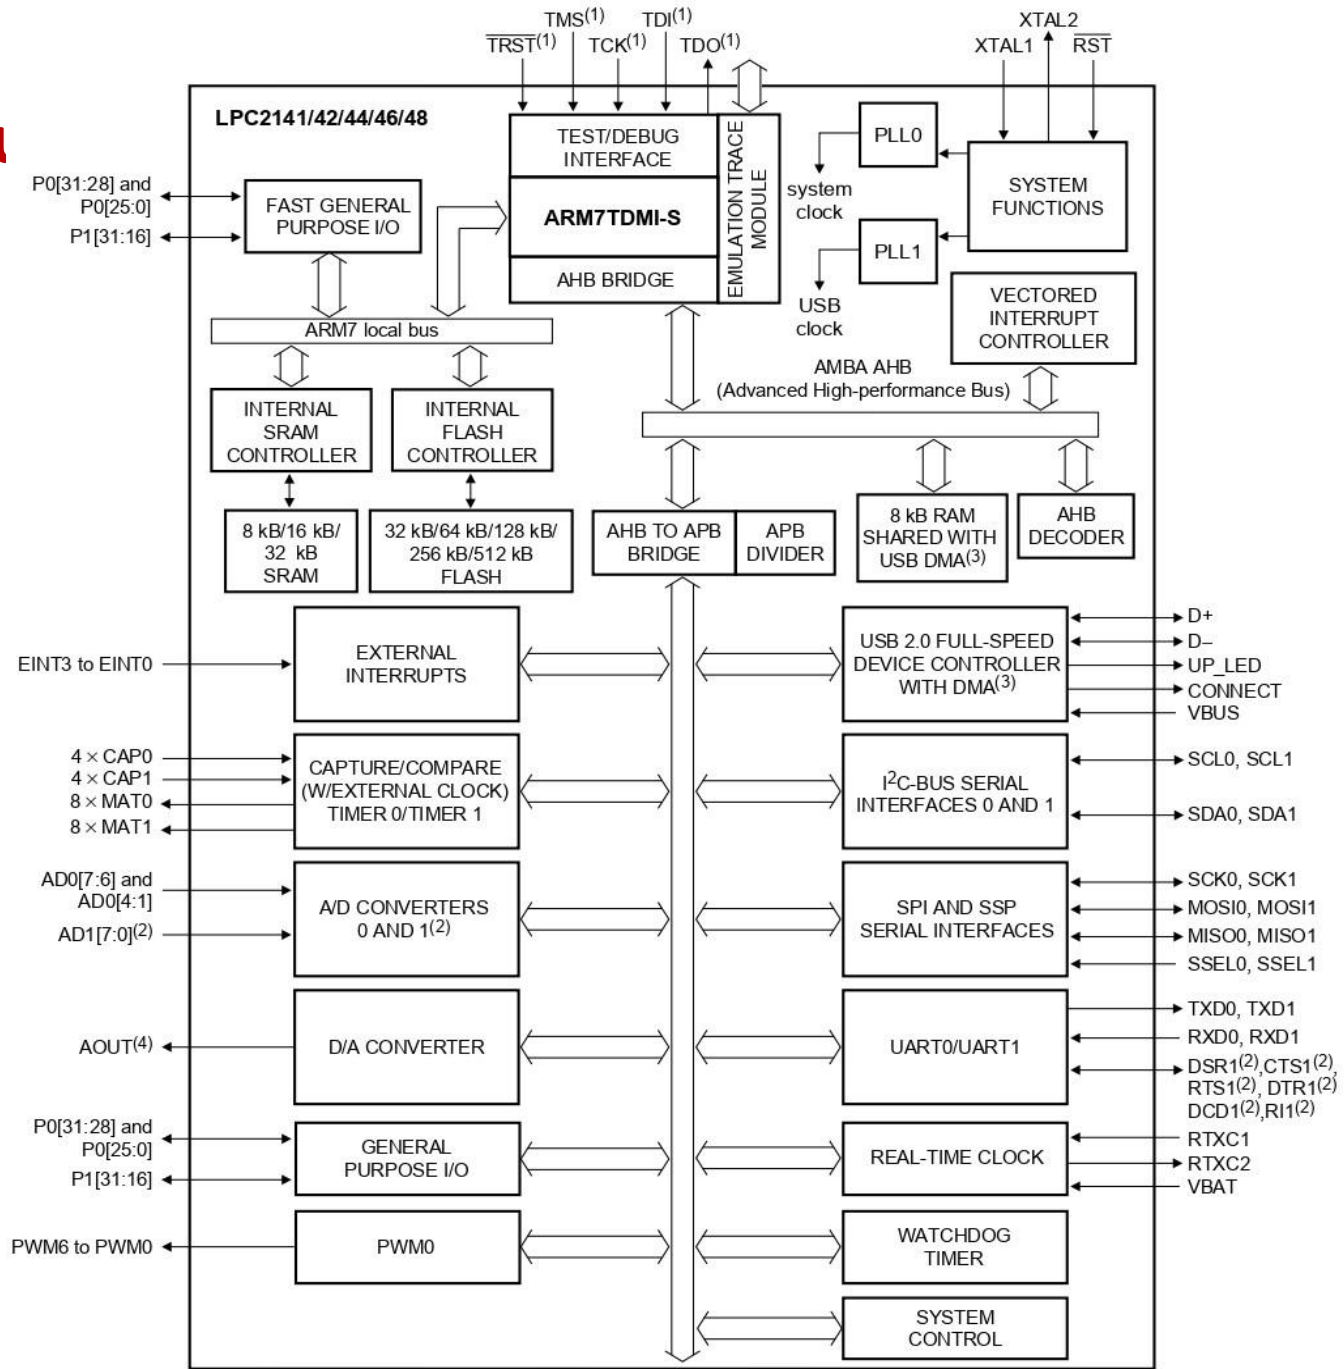 TMS(1)
TDI(1)
XTAL2
TRST(1)
TCK(1)
TDO(1)
XTAL1
RST
LPC2141/42/44/46/48
TEST/DEBUG
INTERFACE
ARM7TDMI-S
AHB BRIDGE
EMULATION TRACE
MODULE
PLL0
system
clock
PLL1
USB
clock
SYSTEM
FUNCTIONS
P0[31:28] and
P0[25:0]
P1[31:16]
FAST GENERAL
PURPOSE I/O
VECTORED
INTERRUPT
CONTROLLER
ARM7 local bus
AMBA AHB
(Advanced High-performance Bus)
INTERNAL
SRAM
CONTROLLER
INTERNAL
FLASH
CONTROLLER
8 kB/16 kB/
32 kB
SRAM
32 kB/64 kB/128 kB/
256 kB/512 kB
FLASH
AHB TO APB
BRIDGE
APB
DIVIDER
8 kB RAM
SHARED WITH
USB DMA(3)
AHB
DECODER
EINT3 to EINT0
EXTERNAL
INTERRUPTS
USB 2.0 FULL-SPEED
DEVICE CONTROLLER
WITH DMA(3)
D+
D–
UP_LED
CONNECT
VBUS
4 × CAP0
4 × CAP1
8 × MAT0
8 × MAT1
CAPTURE/COMPARE
(W/EXTERNAL CLOCK)
TIMER 0/TIMER 1
I2C-BUS SERIAL
INTERFACES 0 AND 1
SCL0, SCL1
SDA0, SDA1
AD0[7:6] and
AD0[4:1]
AD1[7:0](2)
A/D CONVERTERS
0 AND 1(2)
SPI AND SSP
SERIAL INTERFACES
SCK0, SCK1
MOSI0, MOSI1
MISO0, MISO1
SSEL0, SSEL1
AOUT(4)
D/A CONVERTER
UART0/UART1
TXD0, TXD1
RXD0, RXD1
DSR1(2),CTS1(2),
RTS1(2), DTR1(2)
DCD1(2),RI1(2)
P0[31:28] and
P0[25:0]
P1[31:16]
GENERAL
PURPOSE I/O
REAL-TIME CLOCK
RTXC1
RTXC2
VBAT
PWM6 to PWM0
PWM0
WATCHDOG
TIMER
SYSTEM
CONTROL